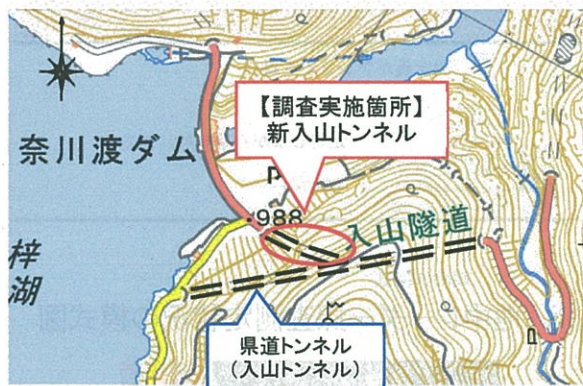 【調査実施箇所】
新入山トンネル
奈川渡ダム
988
入山隧道
梓
湖
県道トンネル
(入山トンネル)